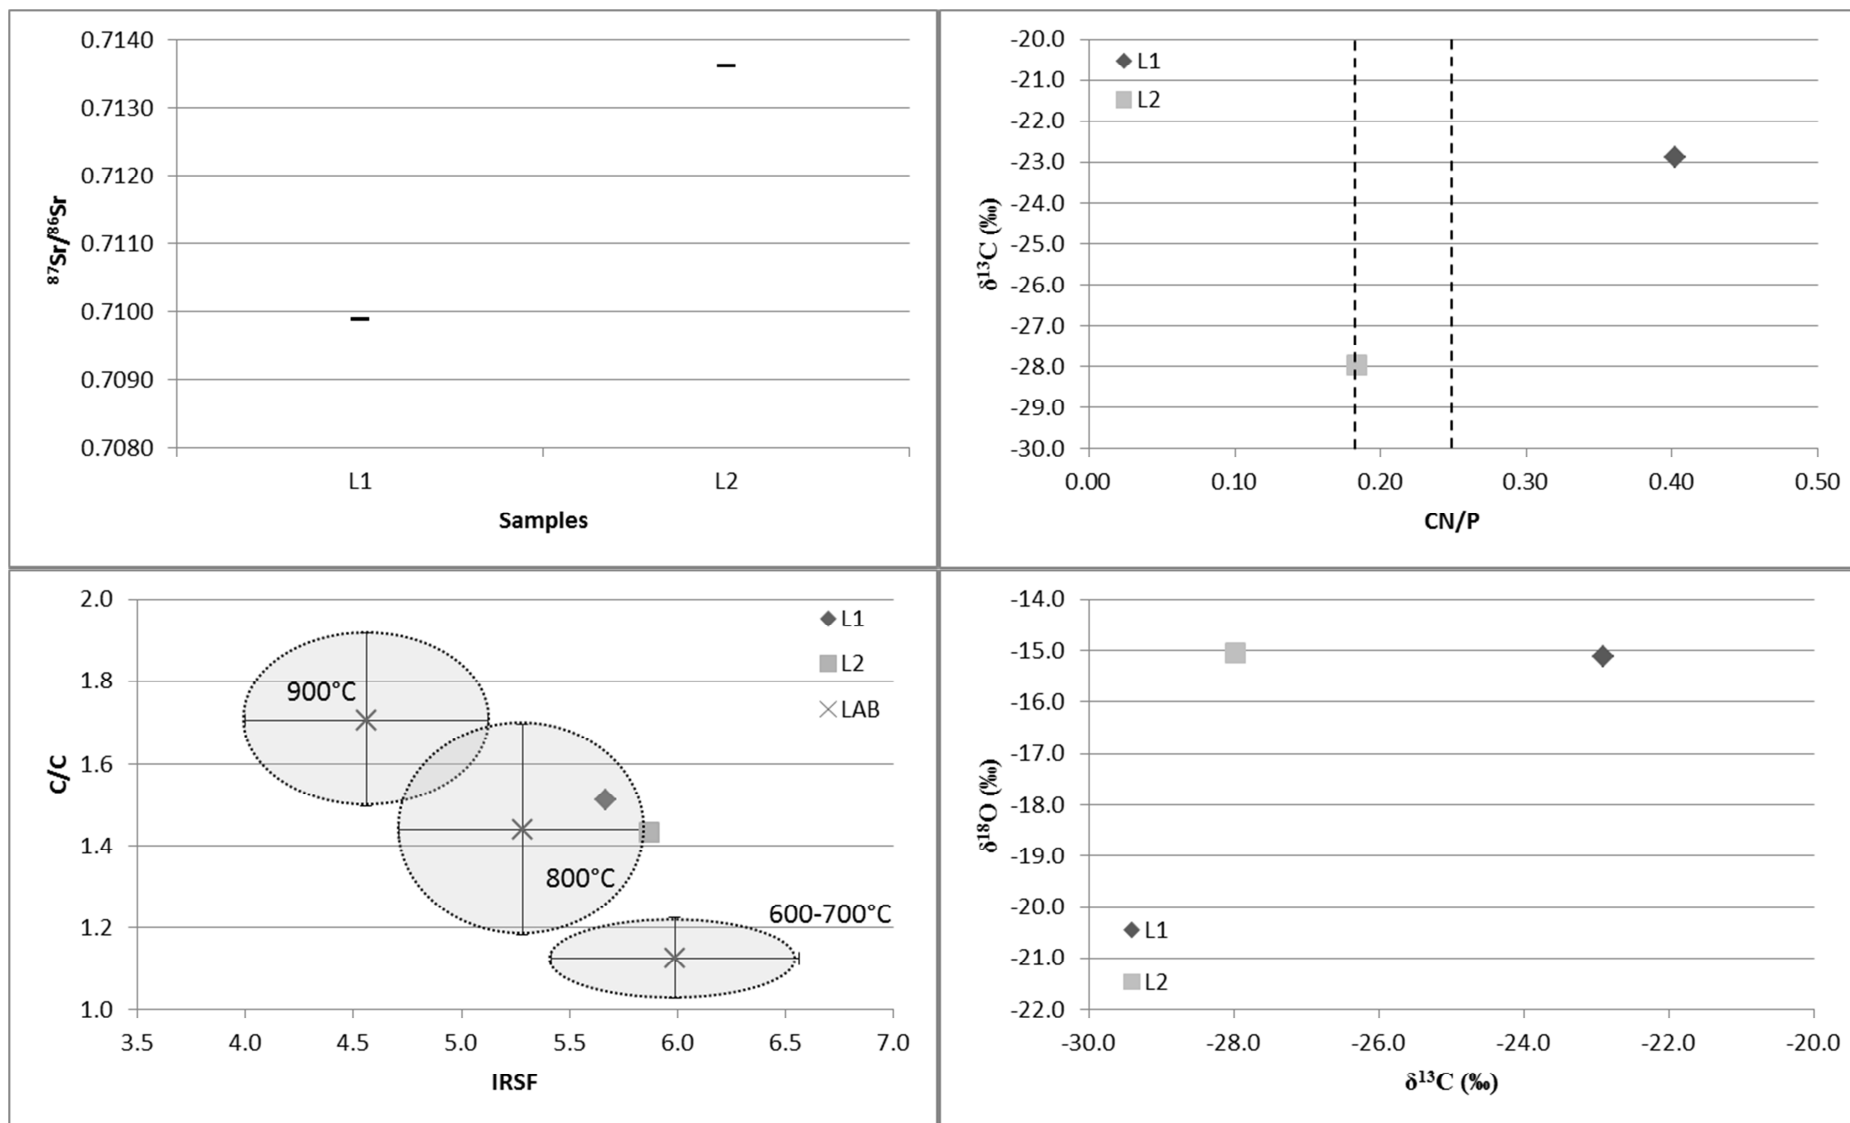 0.7140
0.7130
0.7120
0.7110
0.7100
0.7090
0.7080
⁸⁷Sr/⁸⁶Sr
L1 L2
Samples
-20.0
-21.0
-22.0
-23.0
-24.0
-25.0
-26.0
-27.0
-28.0
-29.0
-30.0
δ¹³C (‰)
L1
L2
0.00 0.10 0.20 0.30 0.40 0.50
CN/P
2.0
1.8
1.6
1.4
1.2
1.0
C/C
900°C
800°C
600-700°C
L1
L2
LAB
3.5 4.0 4.5 5.0 5.5 6.0 6.5 7.0
IRSF
-14.0
-15.0
-16.0
-17.0
-18.0
-19.0
-20.0
-21.0
-22.0
δ¹⁸O (‰)
L1
L2
-30.0 -28.0 -26.0 -24.0 -22.0 -20.0
δ¹³C (‰)